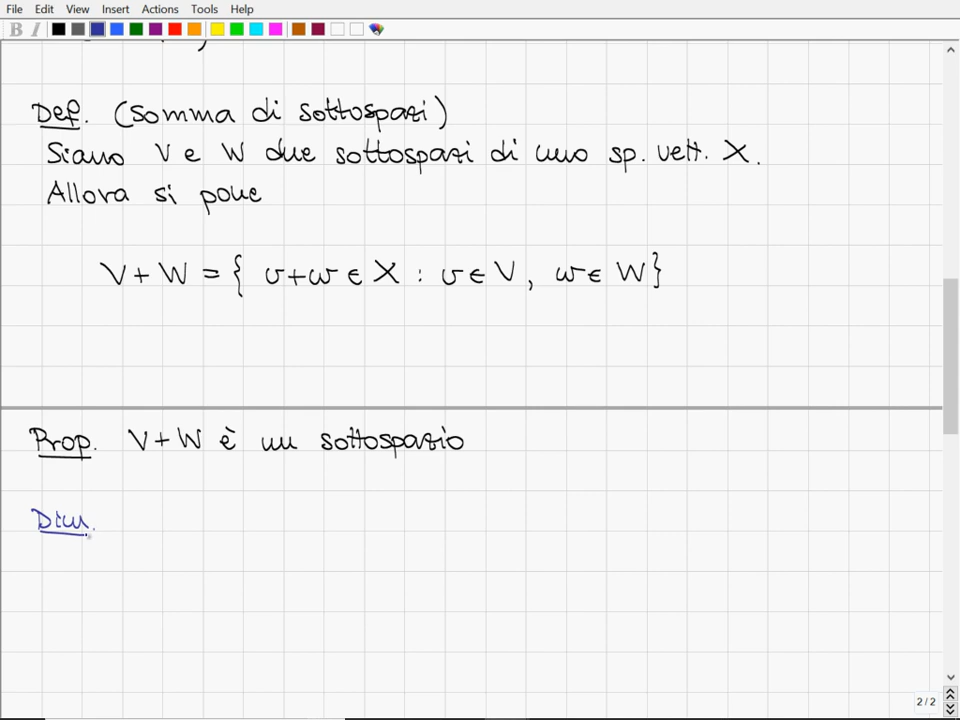 File Edit View Insert Actions Tools Help
B I
Def. (somma di sottospazi)
Siano V e W due sottospazi di uno sp. vett. X.
Allora si pone
V + W = { v+w ∈ X : v ∈ V, w ∈ W }
Prop. V + W è un sottospazio
Dim.
2 / 2